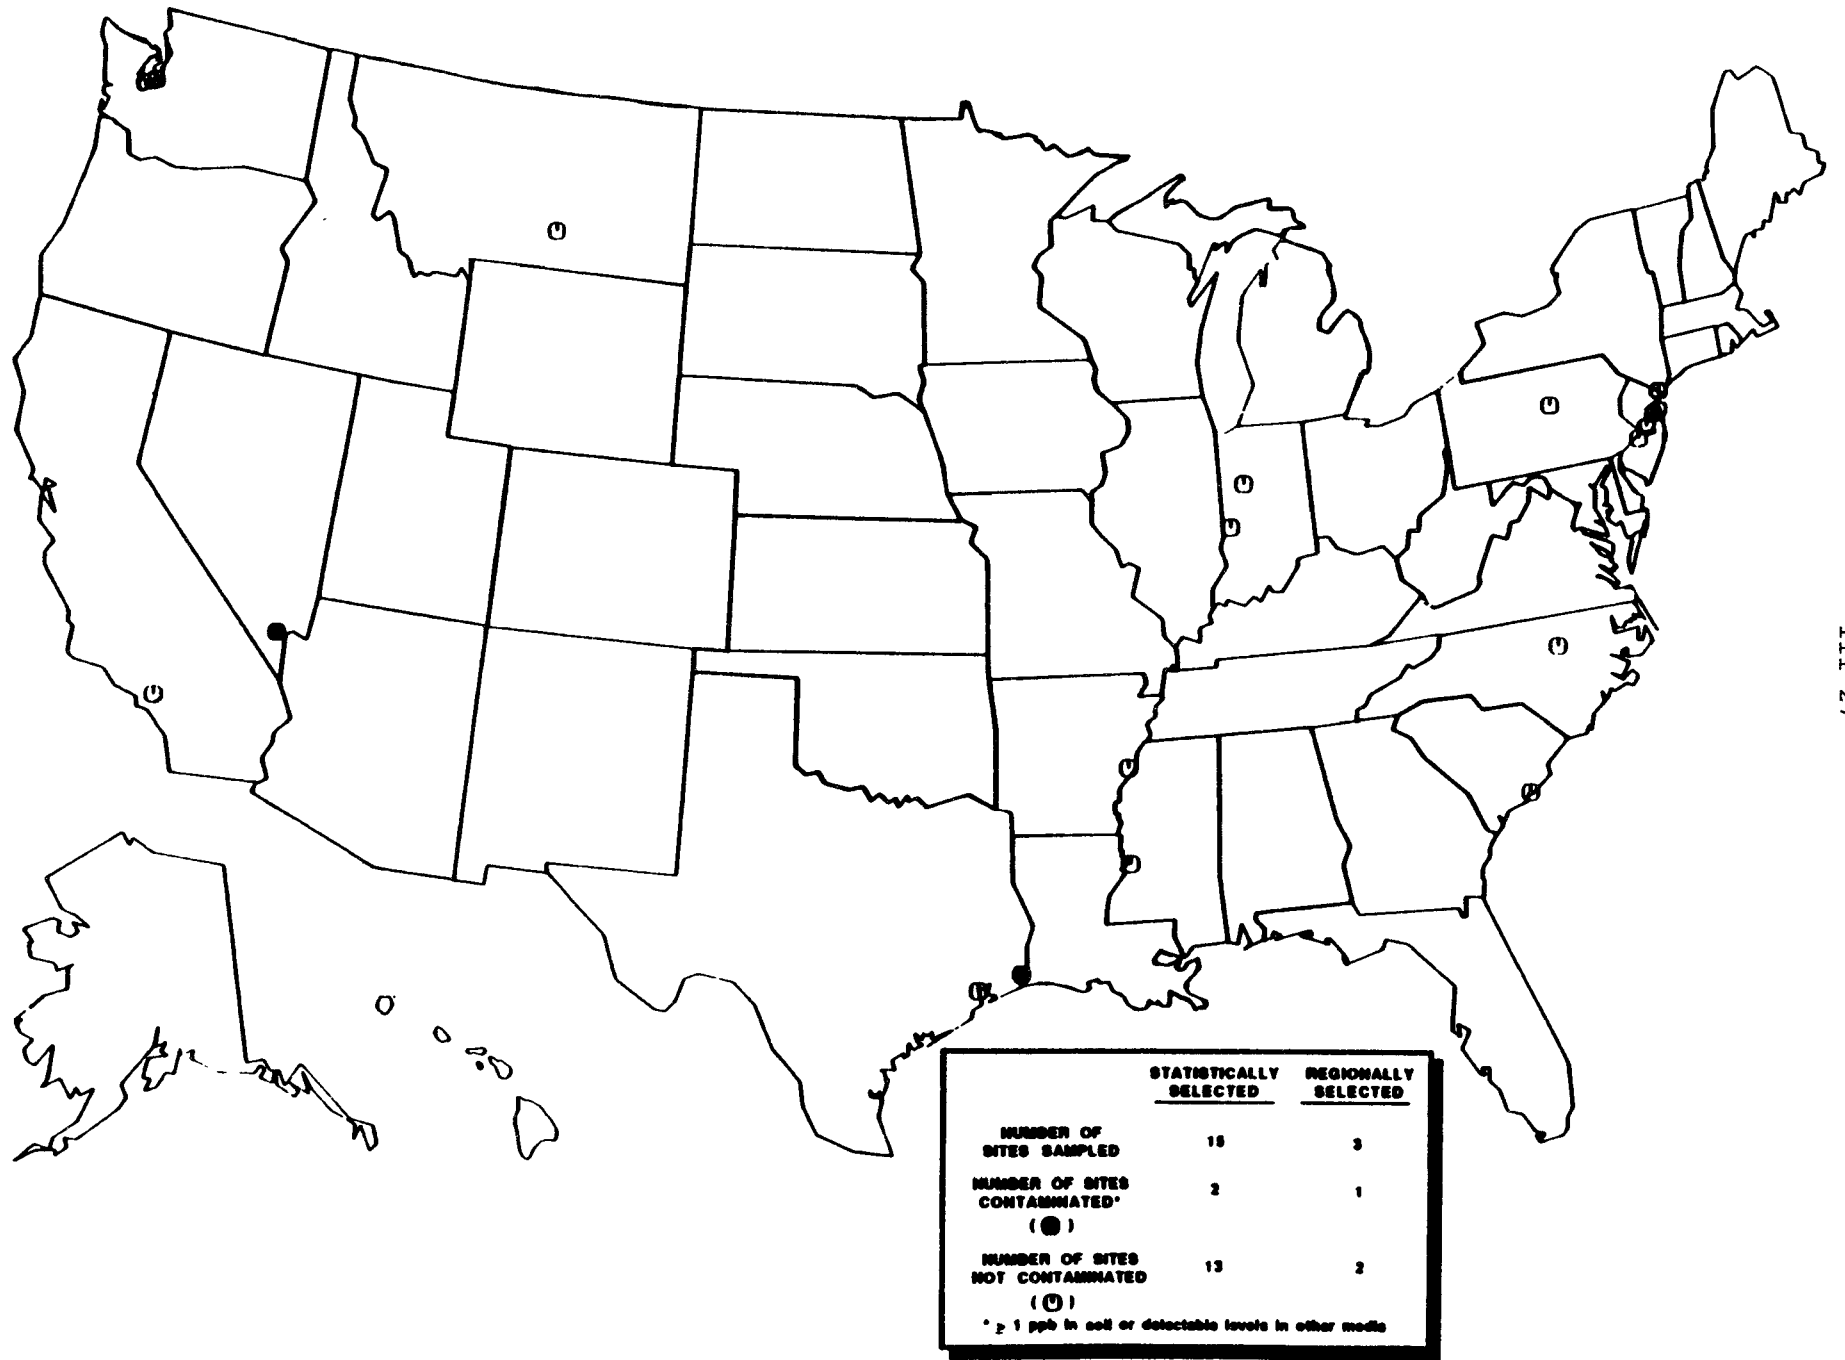 STATISTICALLY REGIONALLY
SELECTED SELECTED
NUMBER OF
SITES SAMPLED 15 3
NUMBER OF SITES
CONTAMINATED* 2 1
(●)
NUMBER OF SITES
NOT CONTAMINATED 13 2
( )
* ≥ 1 ppb in soil or detectable levels in other media